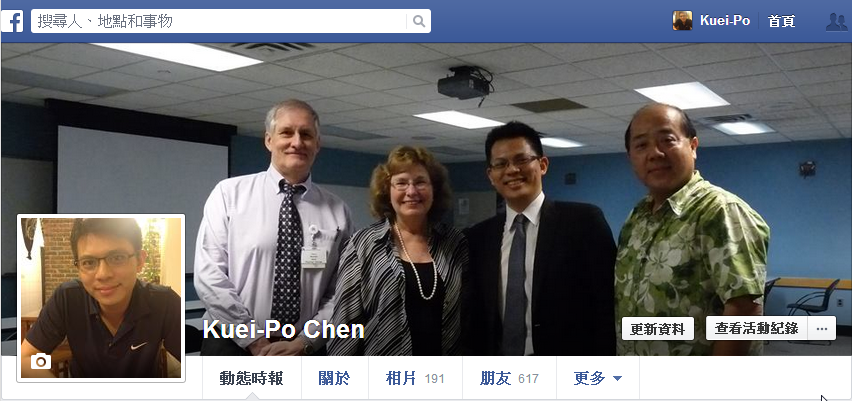 f 搜尋人、地點和事物 Kuei-Po 首頁
Kuei-Po Chen 更新資料 查看活動紀錄 ...
動態時報 關於 相片 191 朋友 617 更多